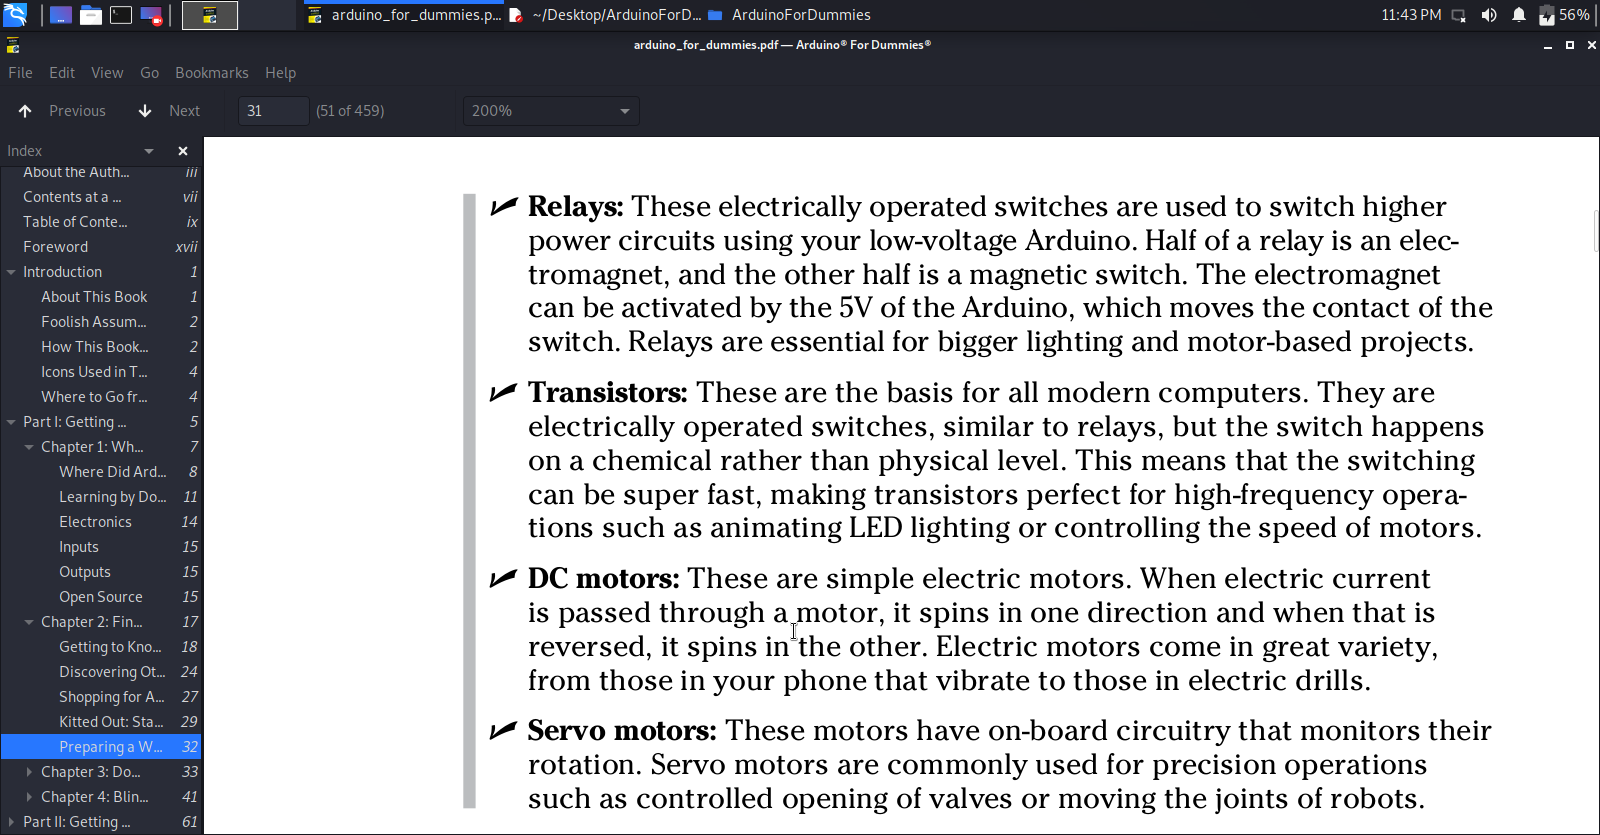 arduino_for_dummies.p... ~/Desktop/ArduinoForD... ArduinoForDummies 11:43 PM 56%
arduino_for_dummies.pdf — Arduino® For Dummies®
File Edit View Go Bookmarks Help
Previous Next 31 (51 of 459) 200%
Index
About the Auth... iii
Contents at a ... vii
Table of Conte... ix
Foreword xvii
Introduction 1
About This Book 1
Foolish Assum... 2
How This Book... 2
Icons Used in T... 4
Where to Go fr... 4
Part I: Getting ... 5
Chapter 1: Wh... 7
Where Did Ard... 8
Learning by Do... 11
Electronics 14
Inputs 15
Outputs 15
Open Source 15
Chapter 2: Fin... 17
Getting to Kno... 18
Discovering Ot... 24
Shopping for A... 27
Kitted Out: Sta... 29
Preparing a W... 32
Chapter 3: Do... 33
Chapter 4: Blin... 41
Part II: Getting ... 61
Relays: These electrically operated switches are used to switch higher
power circuits using your low-voltage Arduino. Half of a relay is an elec-
tromagnet, and the other half is a magnetic switch. The electromagnet
can be activated by the 5V of the Arduino, which moves the contact of the
switch. Relays are essential for bigger lighting and motor-based projects.
Transistors: These are the basis for all modern computers. They are
electrically operated switches, similar to relays, but the switch happens
on a chemical rather than physical level. This means that the switching
can be super fast, making transistors perfect for high-frequency opera-
tions such as animating LED lighting or controlling the speed of motors.
DC motors: These are simple electric motors. When electric current
is passed through a motor, it spins in one direction and when that is
reversed, it spins in the other. Electric motors come in great variety,
from those in your phone that vibrate to those in electric drills.
Servo motors: These motors have on-board circuitry that monitors their
rotation. Servo motors are commonly used for precision operations
such as controlled opening of valves or moving the joints of robots.